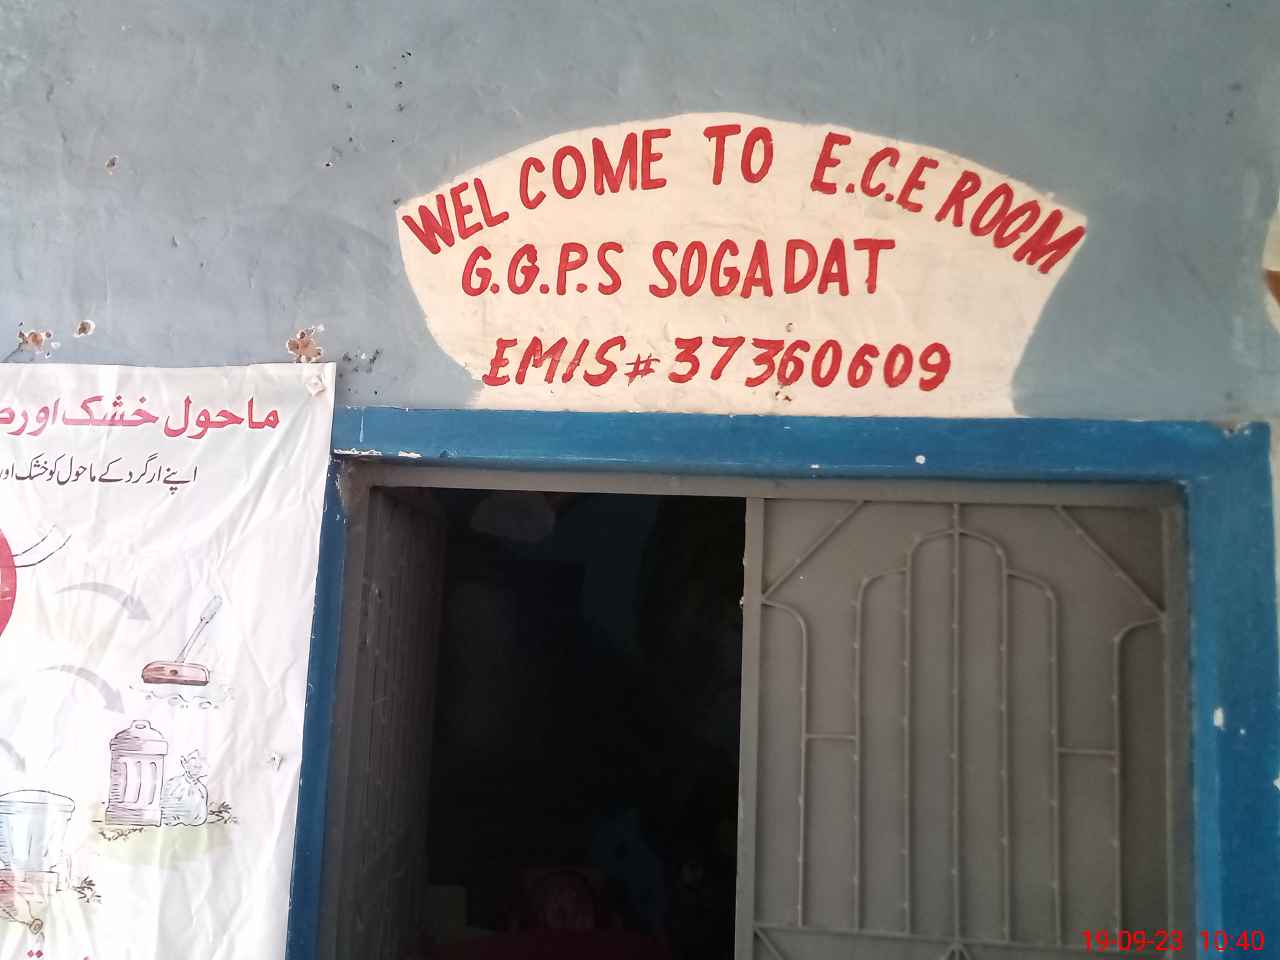 WEL COME TO E.C.E ROOM
G.G.P.S SOGADAT
EMIS# 37360609
ماحول خشک اور
اپنے ارگرد کے ماحول کو خشک اور
19-09-23 10:40